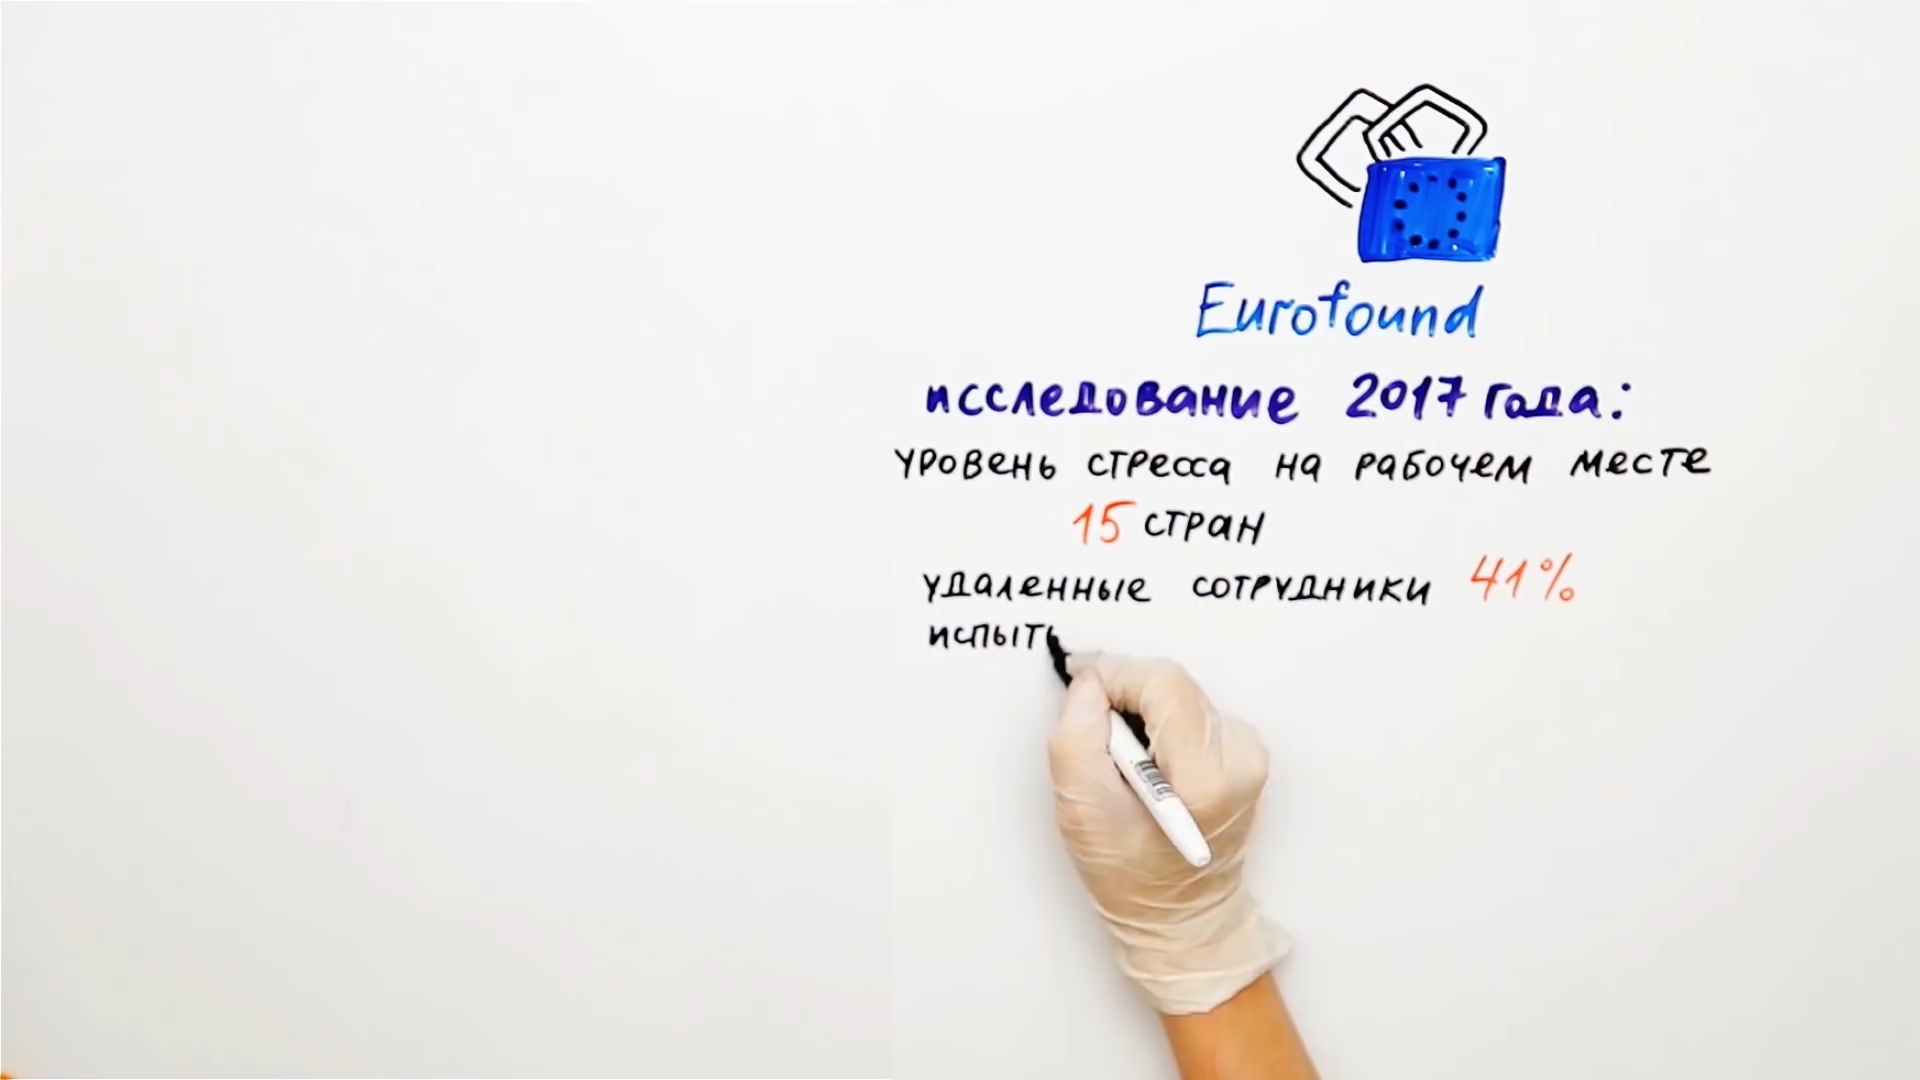 Eurofound
исследование 2017 года:
уровень стресса на рабочем месте
15 стран
удаленные сотрудники 41%
испыт